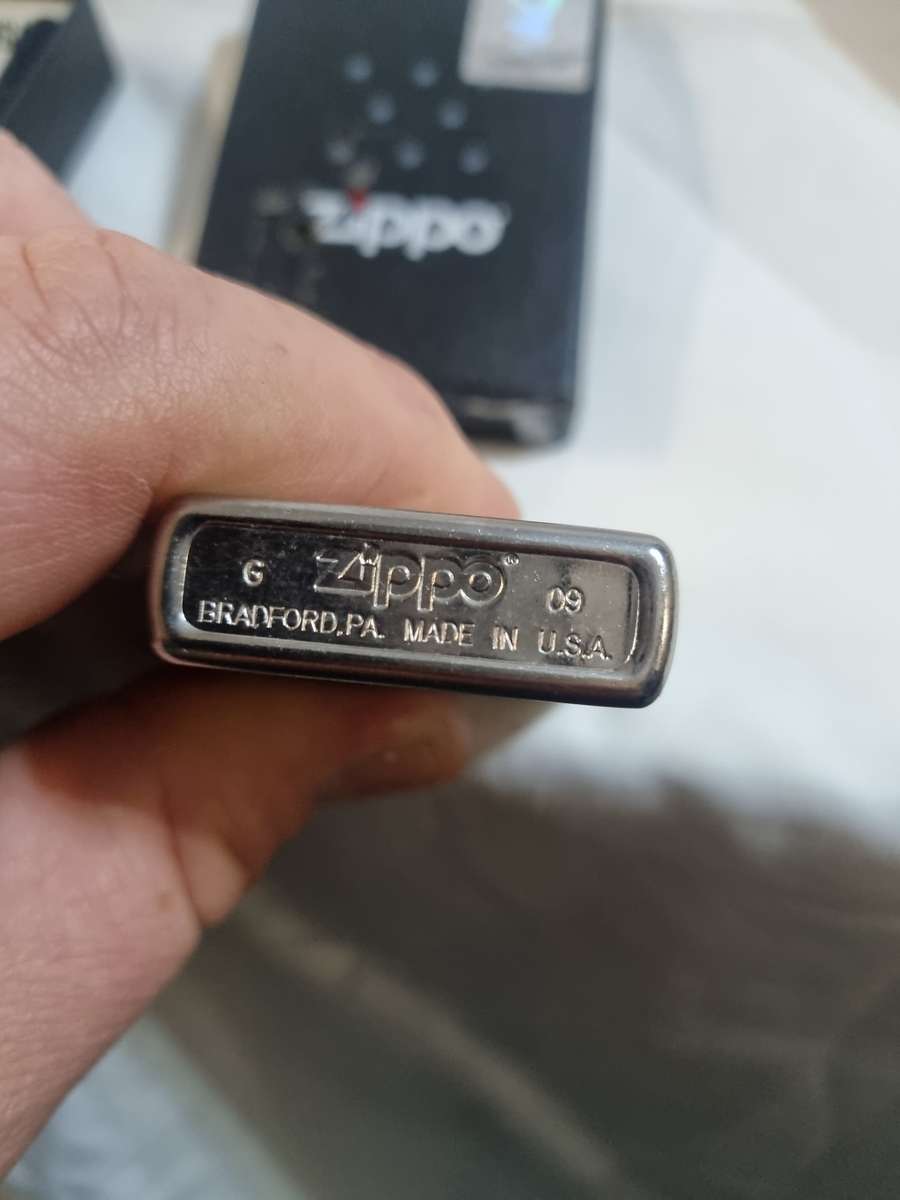 zippo
G zippo® 09
BRADFORD,PA. MADE IN U.S.A.